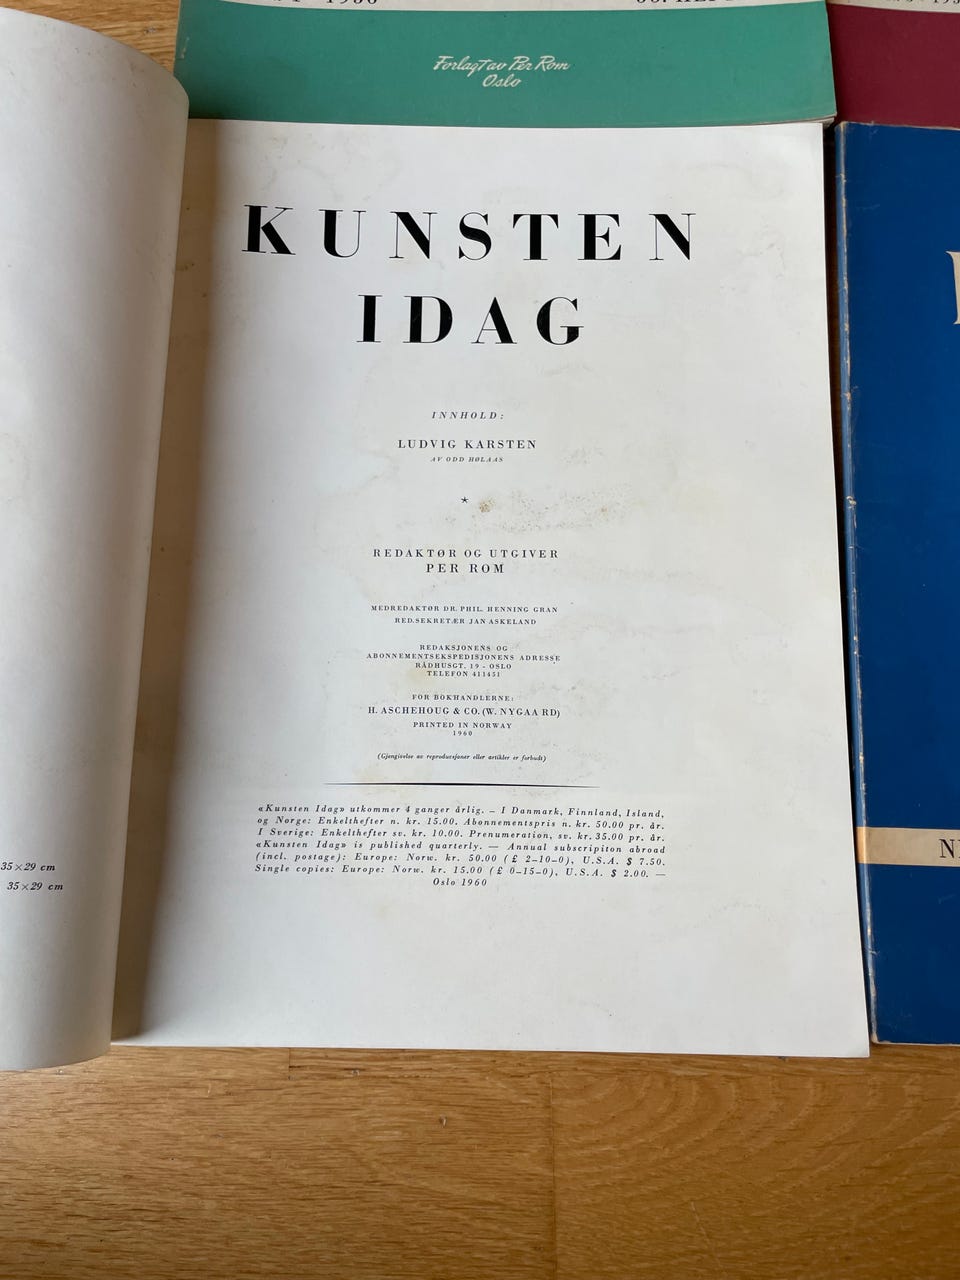 1956
Forlagt av Per Rom
Oslo
KUNSTEN
IDAG
INNHOLD:
LUDVIG KARSTEN
AV ODD HØLAAS
*
REDAKTØR OG UTGIVER
PER ROM
MEDREDAKTØR DR. PHIL. HENNING GRAN
RED.SEKRETÆR JAN ASKELAND
REDAKSJONENS OG
ABONNEMENTSEKSPEDISJONENS ADRESSE
RÅDHUSGT. 19 - OSLO
TELEFON 411451
FOR BOKHANDLERNE:
H. ASCHEHOUG & CO. (W. NYGAARD)
PRINTED IN NORWAY
1960
(Gjengivelse av reproduksjoner eller artikler er forbudt)
«Kunsten Idag» utkommer 4 ganger årlig. — I Danmark, Finnland, Island,
og Norge: Enkelthefter n. kr. 15.00. Abonnementspris n. kr. 50.00 pr. år.
I Sverige: Enkelthefter sv. kr. 10.00. Prenumeration, sv. kr. 35.00 pr. år.
«Kunsten Idag» is published quarterly. — Annual subscripiton abroad
(incl. postage): Europe: Norw. kr. 50.00 (£ 2–10–0), U.S.A. $ 7.50.
Single copies: Europe: Norw. kr. 15.00 (£ 0–15–0), U.S.A. $ 2.00. —
Oslo 1960
35×29 cm
35×29 cm